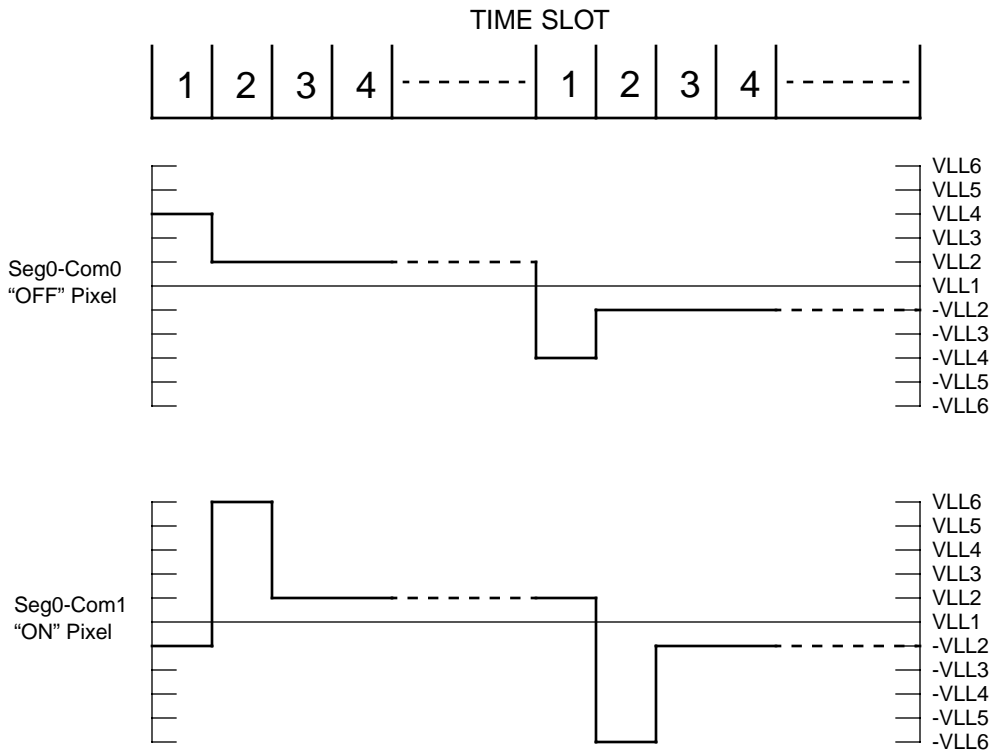 TIME SLOT
1 2 3 4 1 2 3 4
VLL6
VLL5
VLL4
VLL3
VLL2
VLL1
-VLL2
-VLL3
-VLL4
-VLL5
-VLL6
Seg0-Com0
“OFF” Pixel
VLL6
VLL5
VLL4
VLL3
VLL2
VLL1
-VLL2
-VLL3
-VLL4
-VLL5
-VLL6
Seg0-Com1
“ON” Pixel